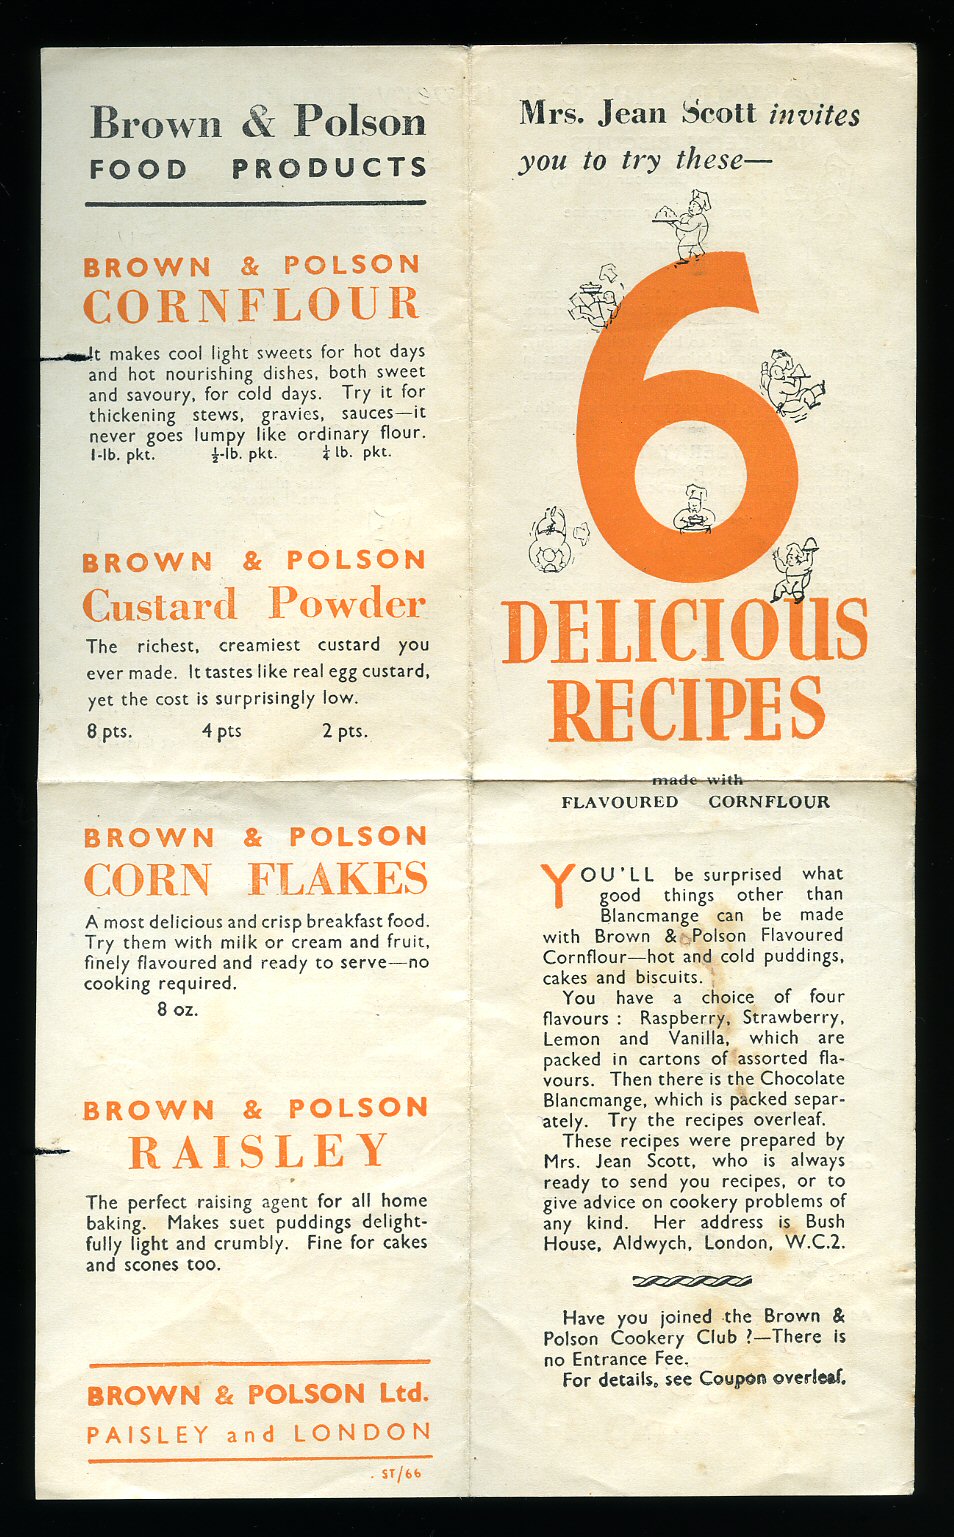 Brown & Polson
FOOD PRODUCTS
BROWN & POLSON
CORNFLOUR
It makes cool light sweets for hot days
and hot nourishing dishes, both sweet
and savoury, for cold days. Try it for
thickening stews, gravies, sauces—it
never goes lumpy like ordinary flour.
1-lb. pkt. ½-lb. pkt. ¼ lb. pkt.
BROWN & POLSON
Custard Powder
The richest, creamiest custard you
ever made. It tastes like real egg custard,
yet the cost is surprisingly low.
8 pts. 4 pts 2 pts.
BROWN & POLSON
CORN FLAKES
A most delicious and crisp breakfast food.
Try them with milk or cream and fruit,
finely flavoured and ready to serve—no
cooking required.
8 oz.
BROWN & POLSON
RAISLEY
The perfect raising agent for all home
baking. Makes suet puddings delight-
fully light and crumbly. Fine for cakes
and scones too.
BROWN & POLSON Ltd.
PAISLEY and LONDON
ST/66
Mrs. Jean Scott invites
you to try these—
6
DELICIOUS
RECIPES
made with
FLAVOURED CORNFLOUR
YOU'LL be surprised what
good things other than
Blancmange can be made
with Brown & Polson Flavoured
Cornflour—hot and cold puddings,
cakes and biscuits.
You have a choice of four
flavours : Raspberry, Strawberry,
Lemon and Vanilla, which are
packed in cartons of assorted fla-
vours. Then there is the Chocolate
Blancmange, which is packed separ-
ately. Try the recipes overleaf.
These recipes were prepared by
Mrs. Jean Scott, who is always
ready to send you recipes, or to
give advice on cookery problems of
any kind. Her address is Bush
House, Aldwych, London, W.C.2.
Have you joined the Brown &
Polson Cookery Club ?—There is
no Entrance Fee.
For details, see Coupon overleaf.